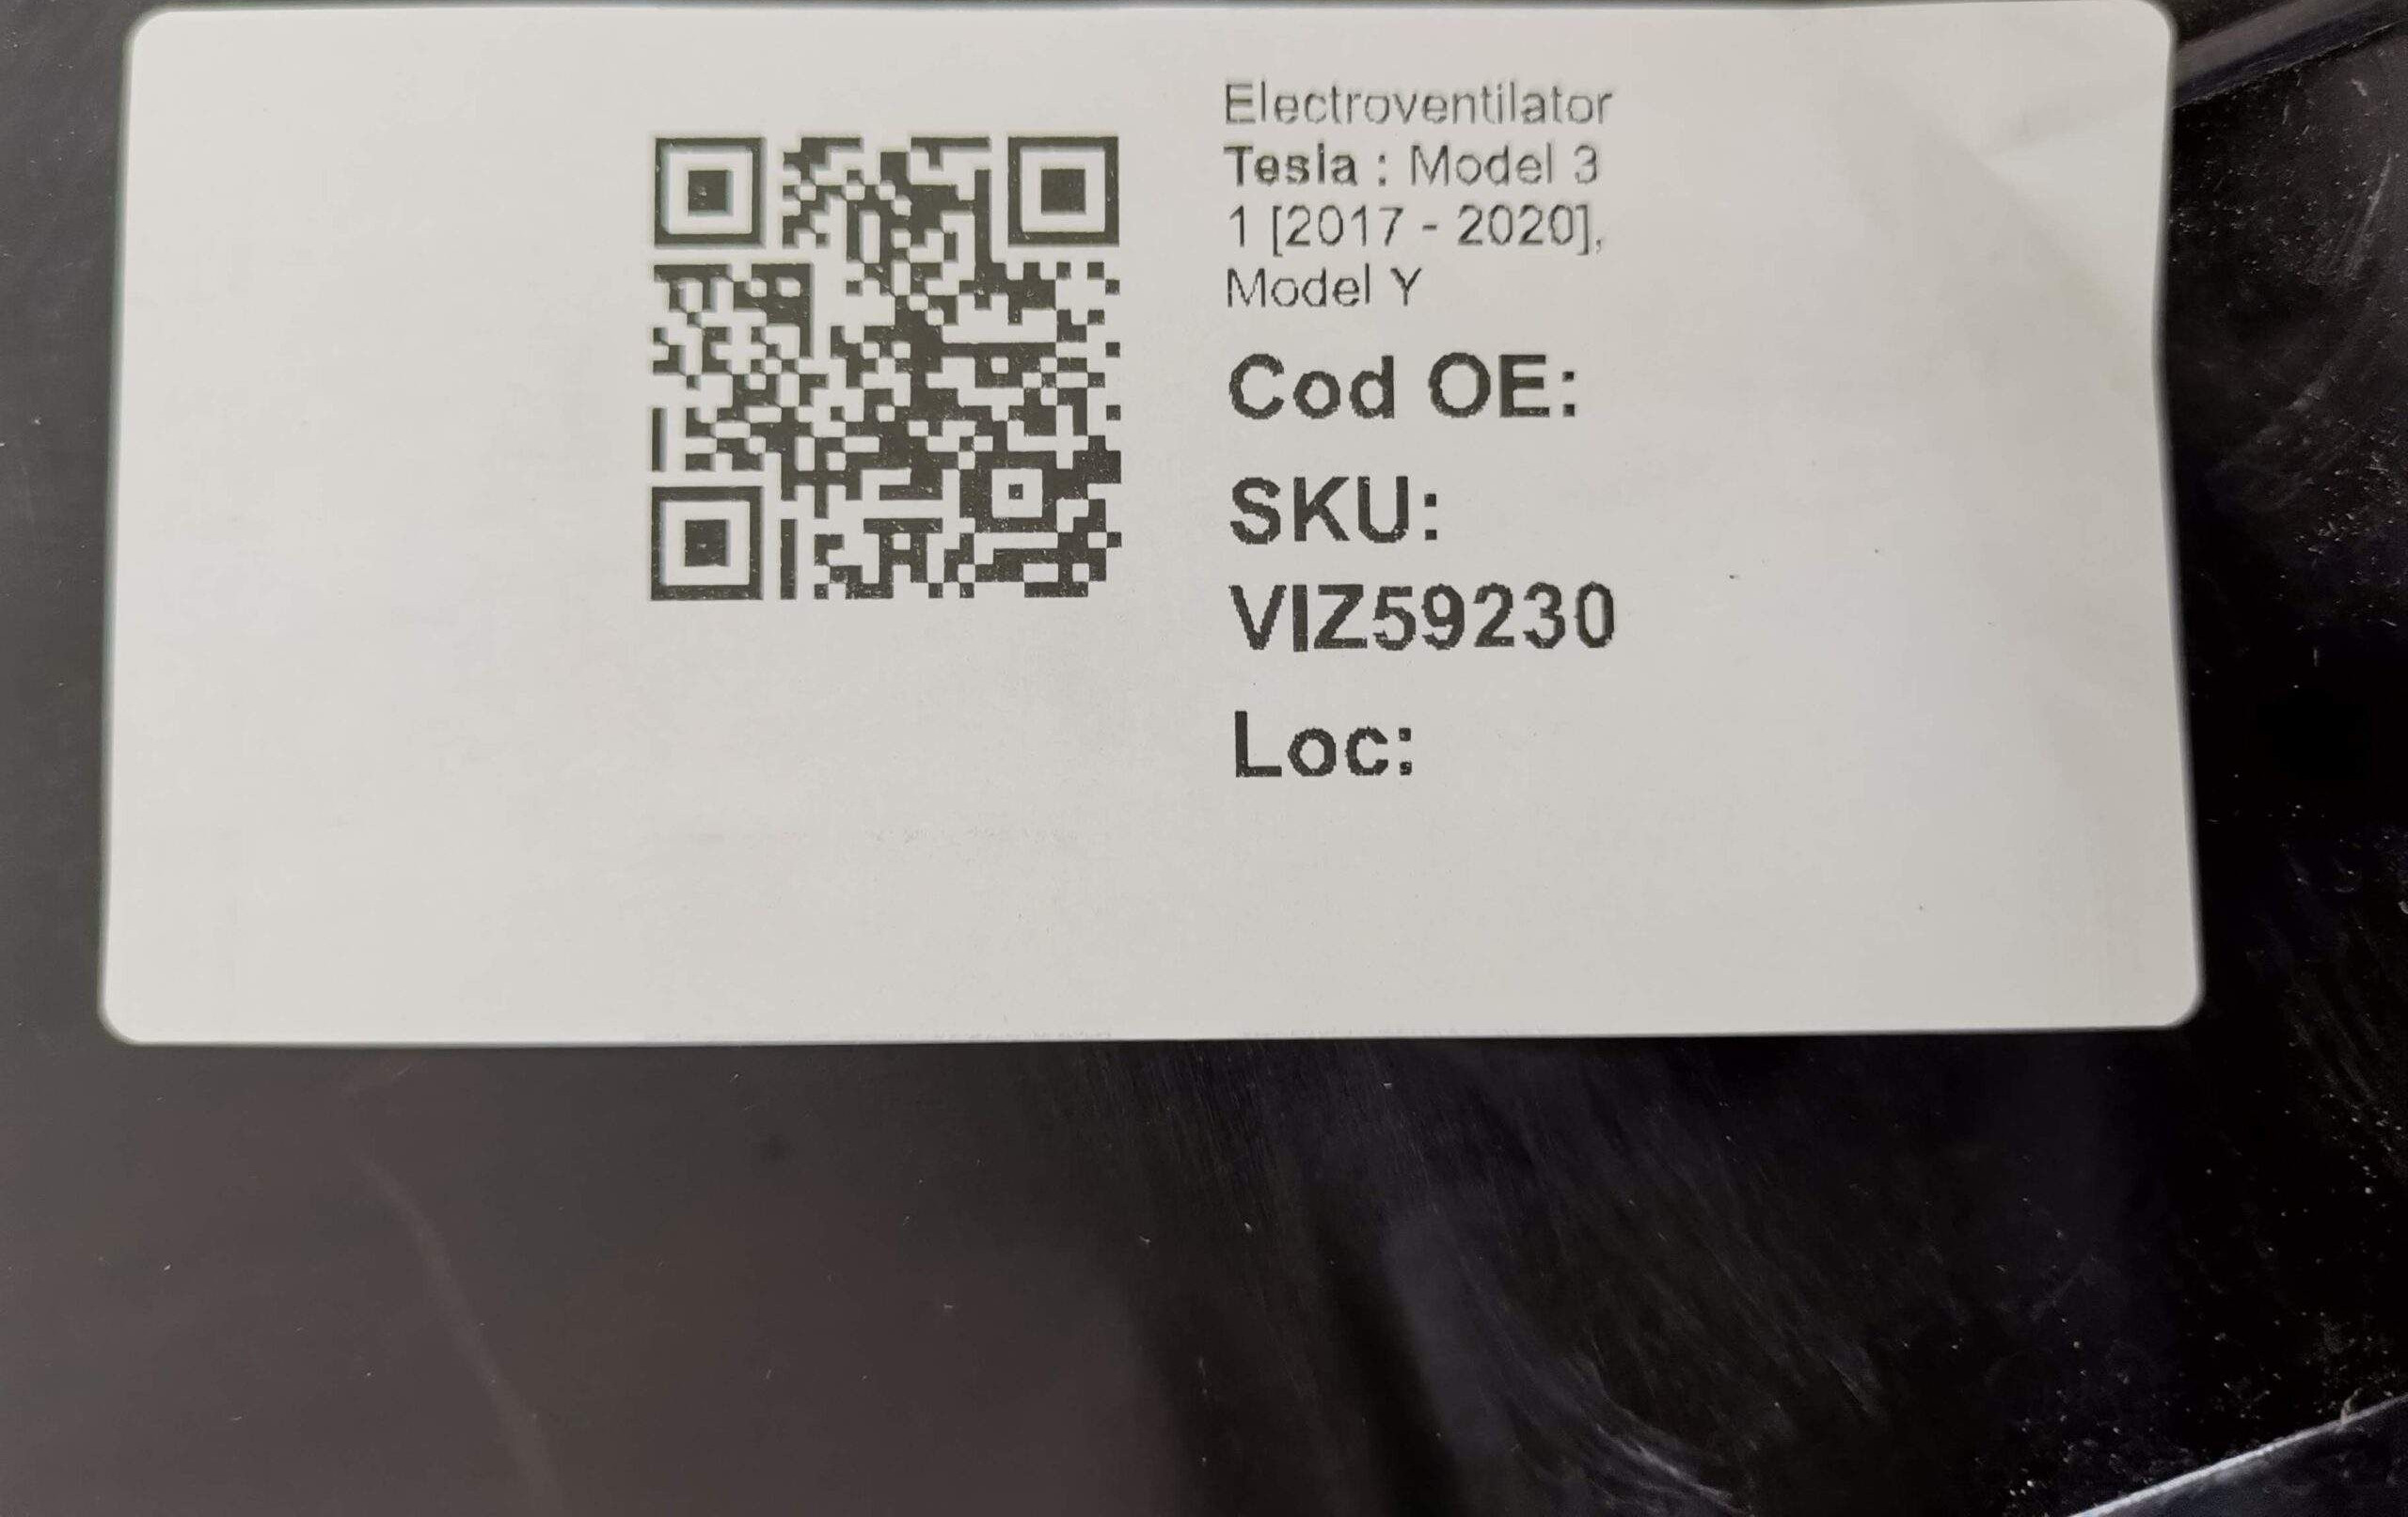 Electroventilator
Tesla : Model 3
1 [2017 - 2020],
Model Y
Cod OE:
SKU:
VIZ59230
Loc: